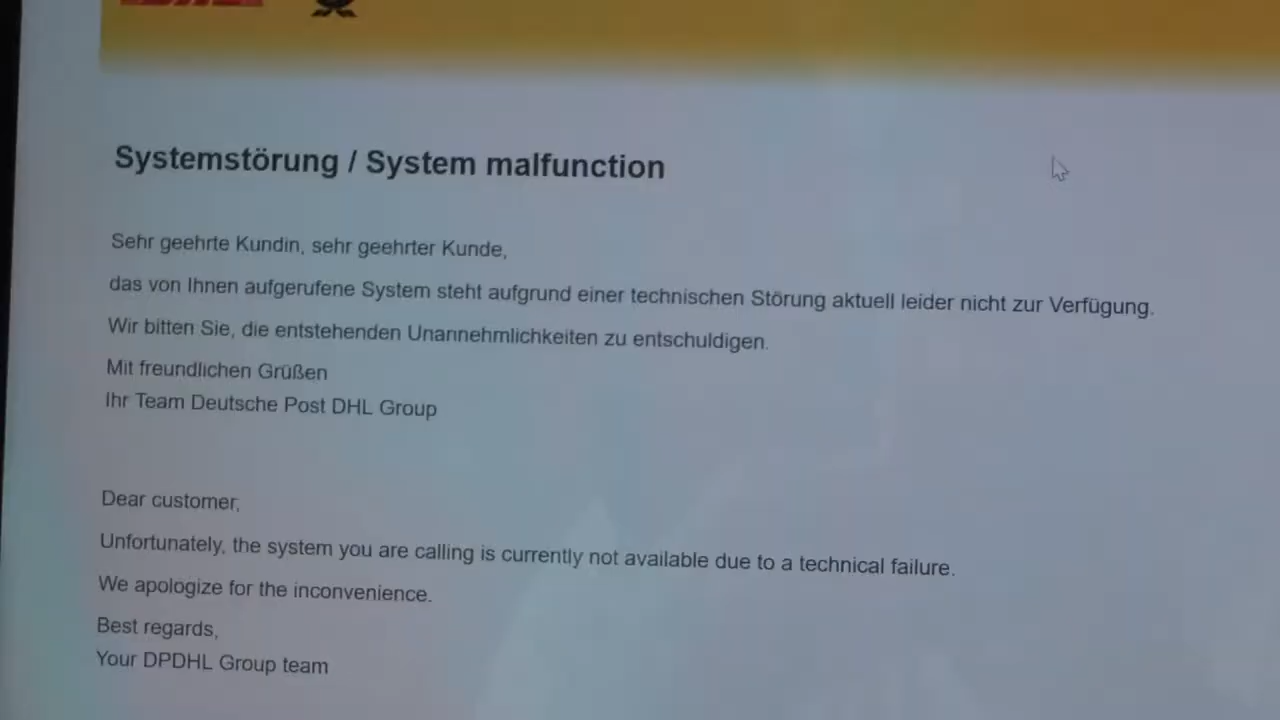 Systemstörung / System malfunction
Sehr geehrte Kundin, sehr geehrter Kunde,
das von Ihnen aufgerufene System steht aufgrund einer technischen Störung aktuell leider nicht zur Verfügung.
Wir bitten Sie, die entstehenden Unannehmlichkeiten zu entschuldigen.
Mit freundlichen Grüßen
Ihr Team Deutsche Post DHL Group
Dear customer,
Unfortunately, the system you are calling is currently not available due to a technical failure.
We apologize for the inconvenience.
Best regards,
Your DPDHL Group team